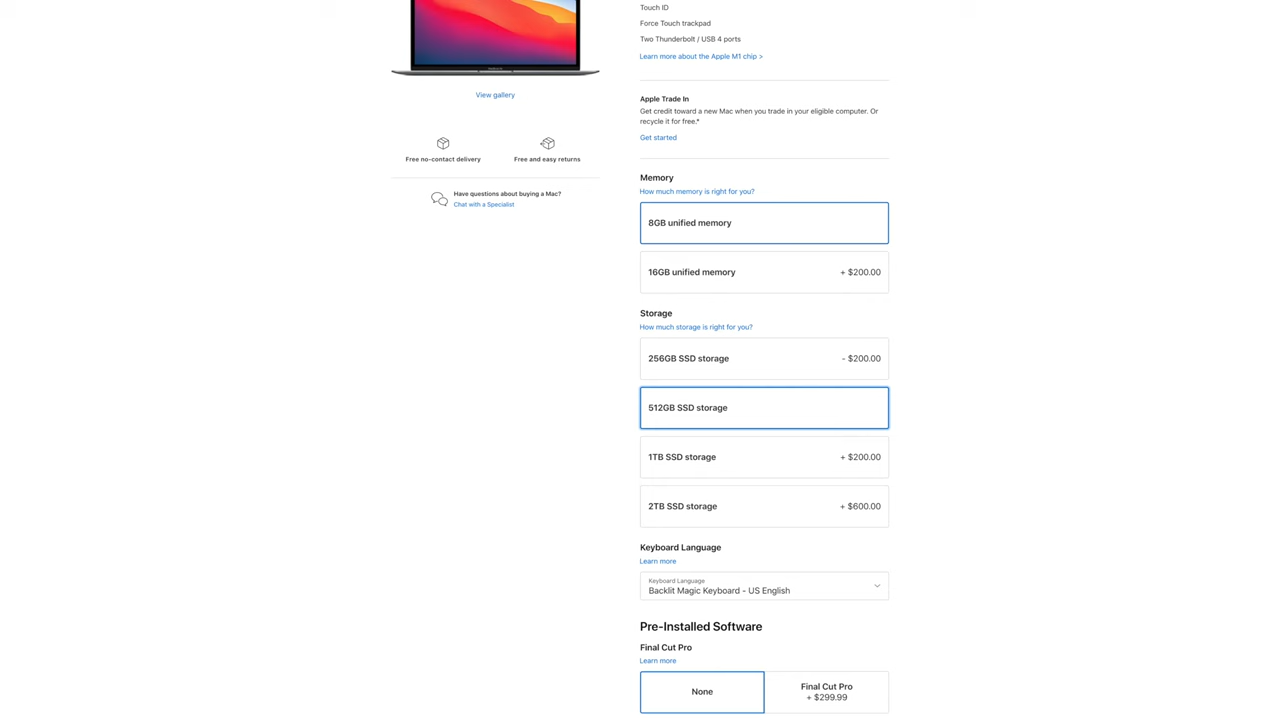 Touch ID
Force Touch trackpad
Two Thunderbolt / USB 4 ports
Learn more about the Apple M1 chip >
View gallery
Free no-contact delivery
Free and easy returns
Have questions about buying a Mac?
Chat with a Specialist
Apple Trade In
Get credit toward a new Mac when you trade in your eligible computer. Or
recycle it for free.*
Get started
Memory
How much memory is right for you?
8GB unified memory
16GB unified memory + $200.00
Storage
How much storage is right for you?
256GB SSD storage - $200.00
512GB SSD storage
1TB SSD storage + $200.00
2TB SSD storage + $600.00
Keyboard Language
Learn more
Keyboard Language
Backlit Magic Keyboard - US English
Pre-Installed Software
Final Cut Pro
Learn more
None
Final Cut Pro
+ $299.99